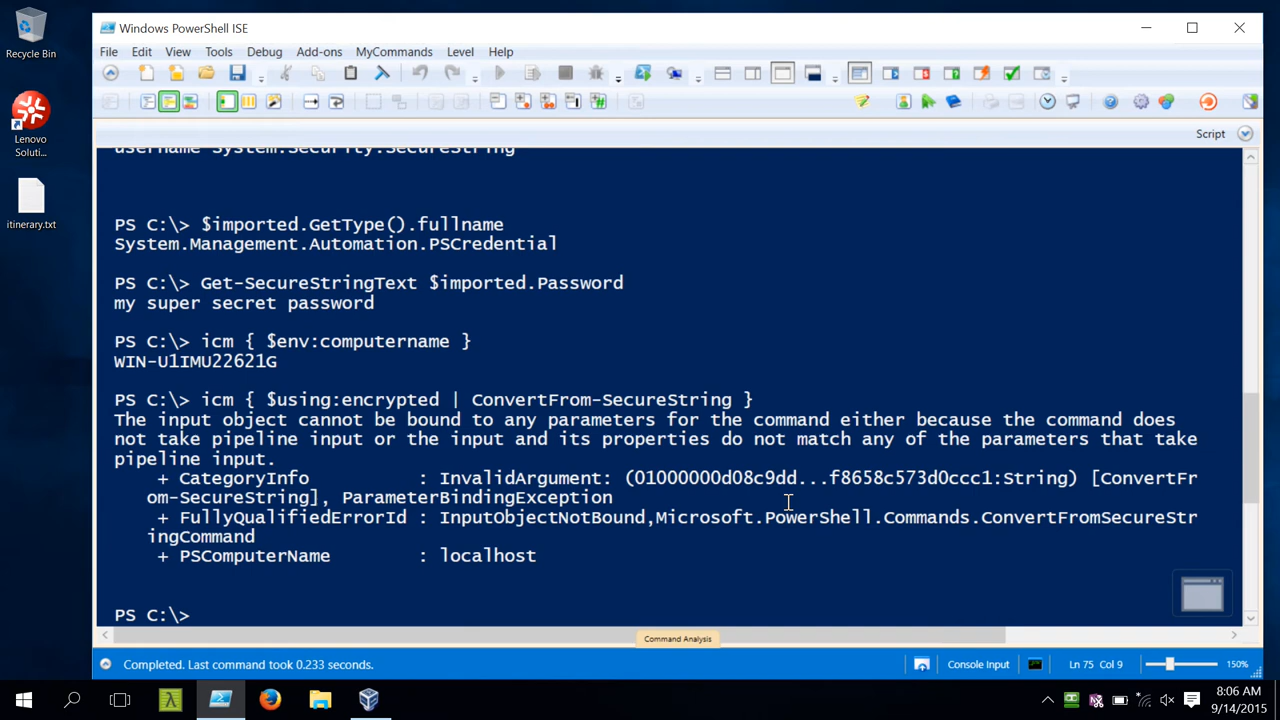 Recycle Bin
Lenovo
Soluti...
itinerary.txt
Windows PowerShell ISE
File Edit View Tools Debug Add-ons MyCommands Level Help
Script
username System.Security.SecureString
PS C:\> $imported.GetType().fullname
System.Management.Automation.PSCredential
PS C:\> Get-SecureStringText $imported.Password
my super secret password
PS C:\> icm { $env:computername }
WIN-U1IMU22621G
PS C:\> icm { $using:encrypted | ConvertFrom-SecureString }
The input object cannot be bound to any parameters for the command either because the command does
not take pipeline input or the input and its properties do not match any of the parameters that take
pipeline input.
+ CategoryInfo : InvalidArgument: (01000000d08c9dd...f8658c573d0ccc1:String) [ConvertFr
om-SecureString], ParameterBindingException
+ FullyQualifiedErrorId : InputObjectNotBound,Microsoft.PowerShell.Commands.ConvertFromSecureStr
ingCommand
+ PSComputerName : localhost
PS C:\>
Command Analysis
Completed. Last command took 0.233 seconds.
Console Input
Ln 75 Col 9
150%
8:06 AM
9/14/2015